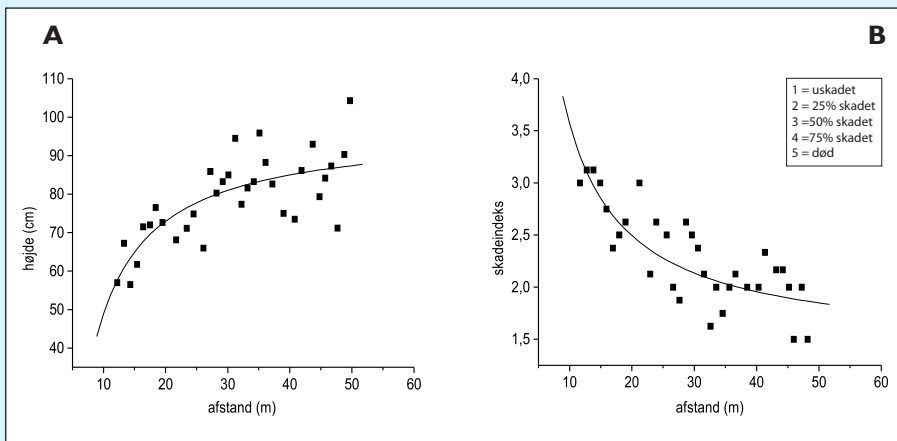 A
110
100
90
80
70
60
50
40
højde (cm)
10
20
30
40
50
60
afstand (m)
B
4,0
3,5
3,0
2,5
2,0
1,5
skadeindeks
1 = uskadet
2 = 25% skadet
3 =50% skadet
4 =75% skadet
5 = død
10
20
30
40
50
60
afstand (m)